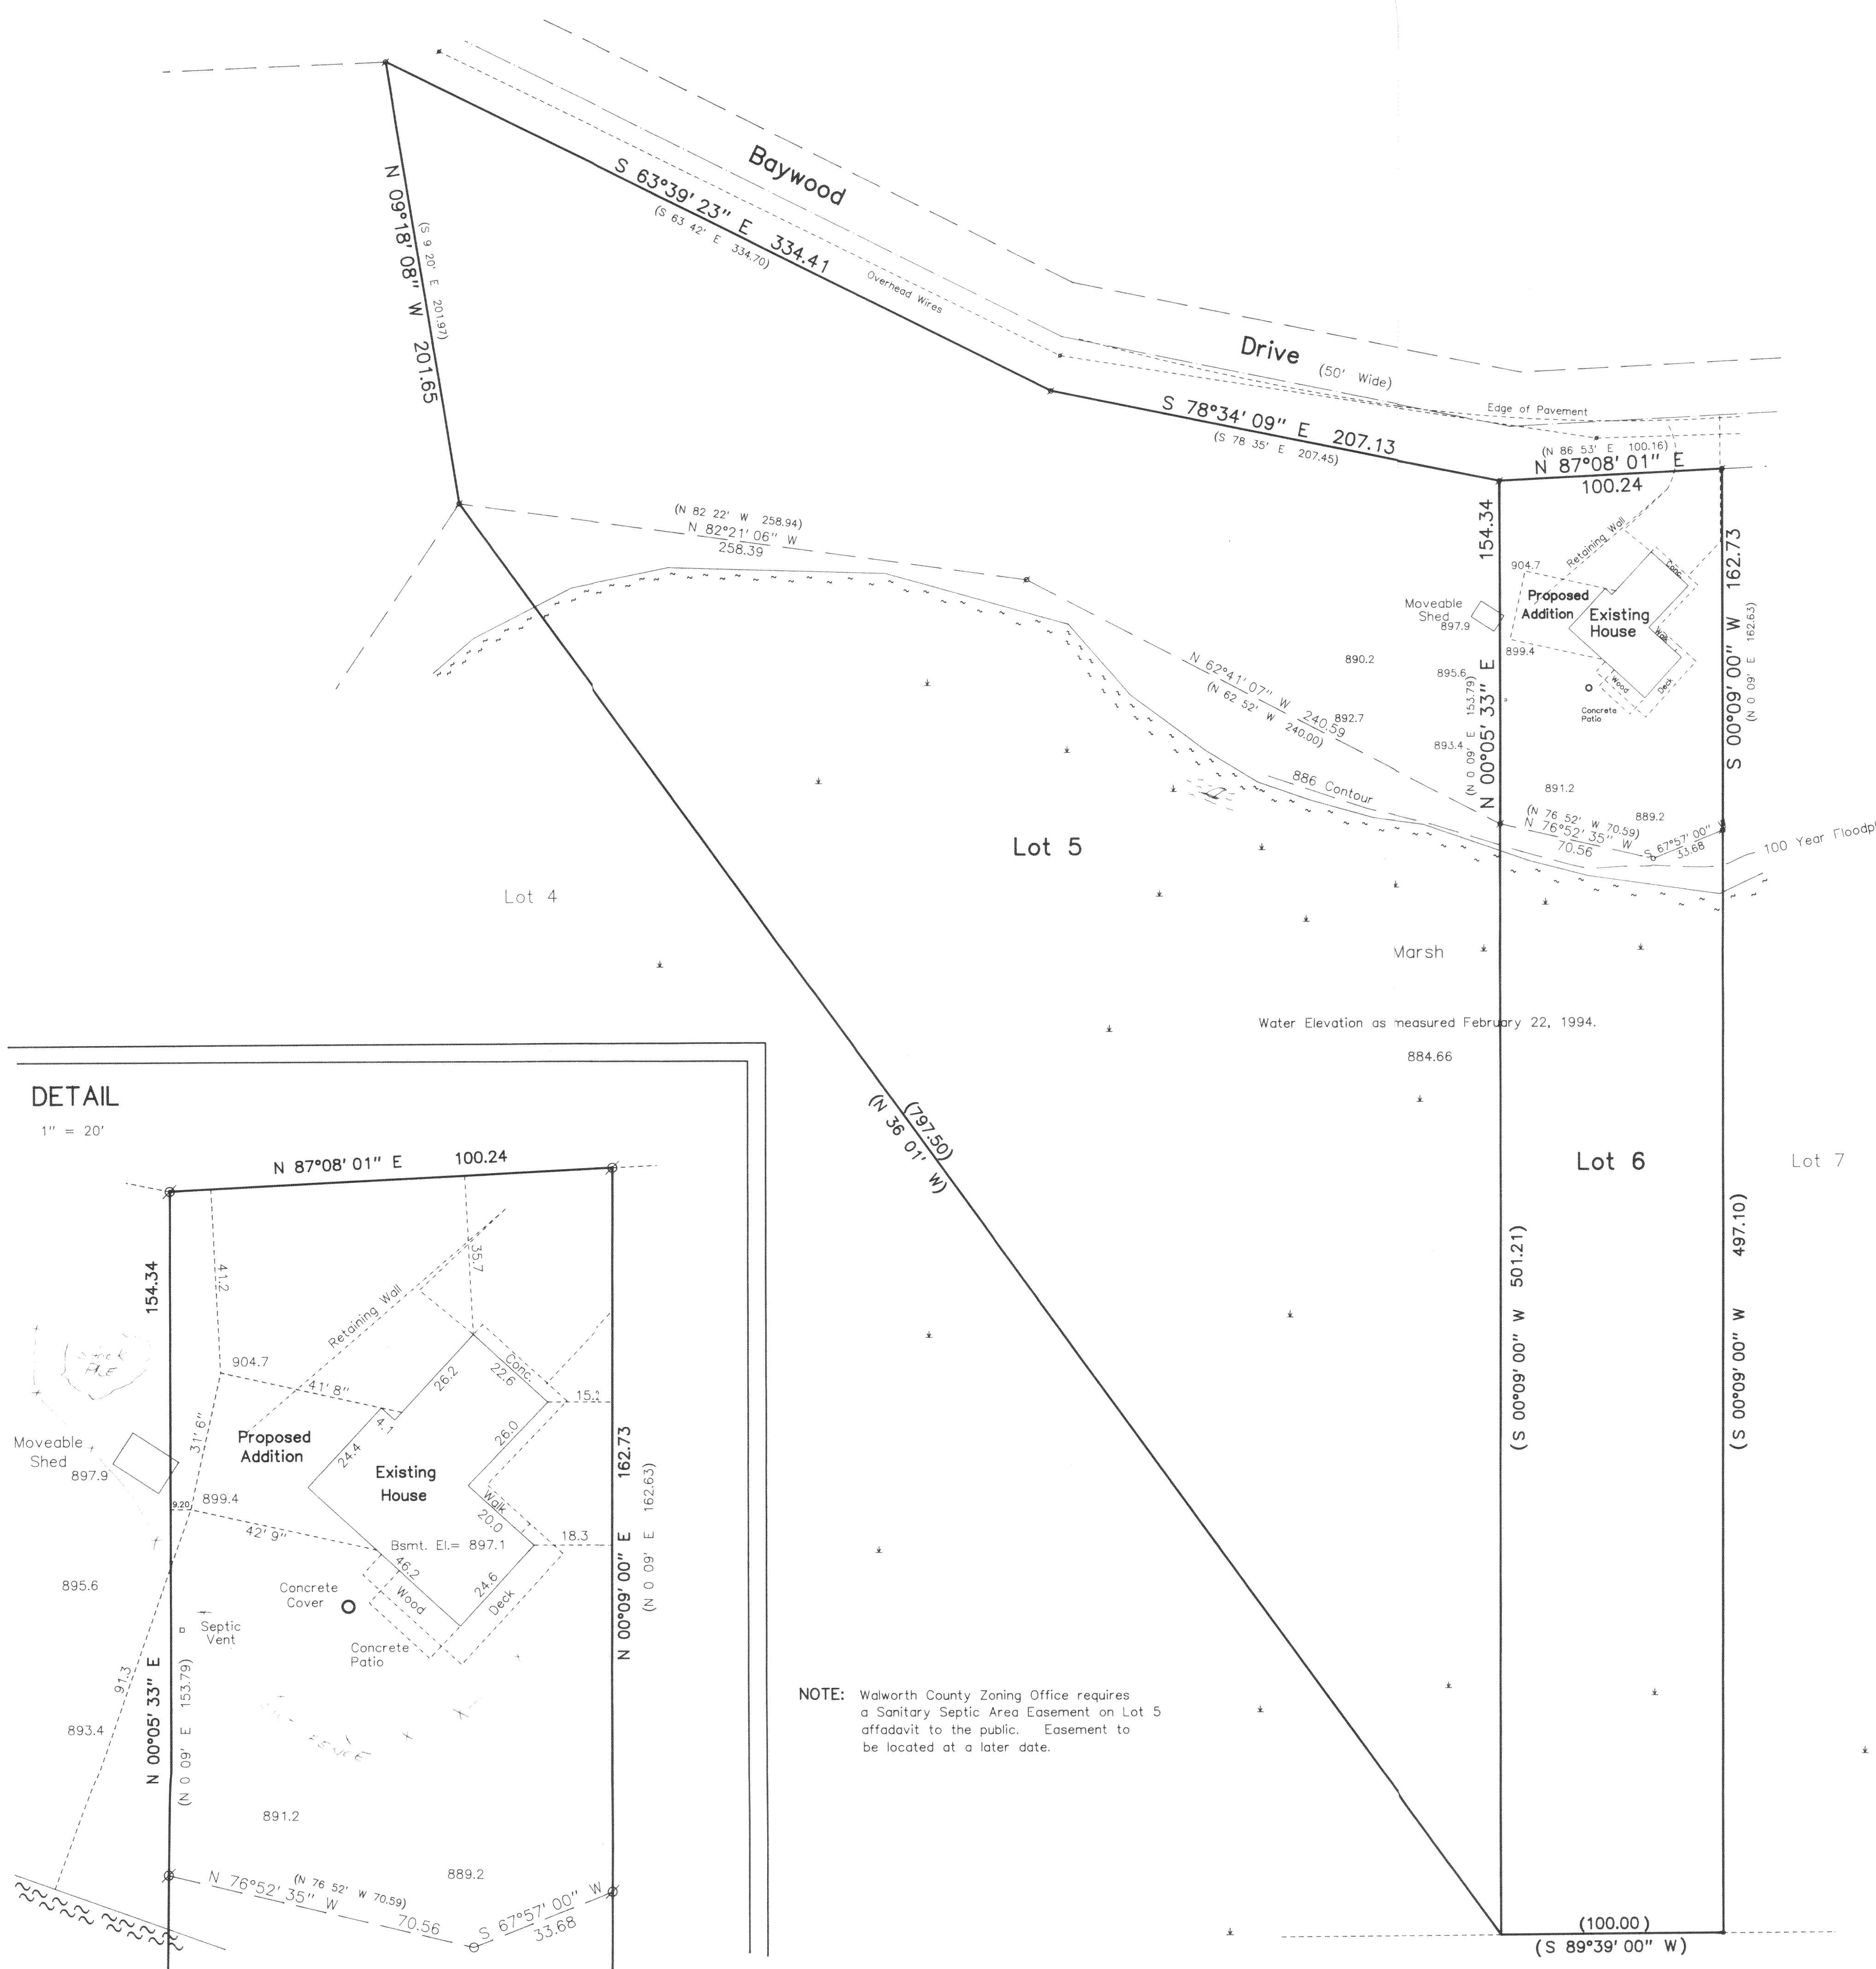 Baywood
Drive (50' Wide)
N 09°18' 08" W 201.65
(S 9 20' E 201.97)
S 63°39' 23" E 334.41
(S 63 42' E 334.70)
Overhead Wires
S 78°34' 09" E 207.13
(S 78 35' E 207.45)
Edge of Pavement
(N 86 53' E 100.16)
N 87°08' 01" E
100.24
(N 82 22' W 258.94)
N 82°21' 06" W
258.39
154.34
N 00°05' 33" E
(N 0 09' E 153.79)
S 00°09' 00" W 162.73
(N 0 09' E 162.63)
Retaining Wall
Conc.
904.7
Proposed
Addition
Existing
House
Walk
Moveable
Shed
897.9
899.4
Wood
Deck
Concrete
Patio
890.2
895.6
892.7
893.4
891.2
889.2
N 62°41' 07" W 240.59
(N 62 52' W 240.00)
886 Contour
(N 76 52' W 70.59)
N 76°52' 35" W
70.56
S 67°57' 00" W
33.68
100 Year
Lot 5
Lot 4
Marsh
Water Elevation as measured February 22, 1994.
884.66
(797.50)
(N 36 01' W)
Lot 6
Lot 7
(S 00°09' 00" W 501.21)
(S 00°09' 00" W 497.10)
(100.00)
(S 89°39' 00" W)
NOTE: Walworth County Zoning Office requires
a Sanitary Septic Area Easement on Lot 5
affadavit to the public. Easement to
be located at a later date.
DETAIL
1" = 20'
N 87°08' 01" E 100.24
154.34
41.2
35.7
Retaining Wall
904.7
41' 8"
26.2
Conc.
22.6
15.2
31' 6"
Proposed
Addition
24.4
4.1
26.0
Existing
House
Moveable
Shed
897.9
9.20
899.4
42' 9"
Walk
20.0
18.3
Bsmt. El.= 897.1
46.2
24.6
Wood
Deck
162.73
N 00°09' 00" E
(N 0 09' E 162.63)
895.6
Concrete
Cover
Septic
Vent
Concrete
Patio
91.3
N 00°05' 33" E
(N 0 09' E 153.79)
893.4
FENCE
891.2
889.2
N 76°52' 35" W
(N 76 52' W 70.59)
70.56
S 67°57' 00" W
33.68